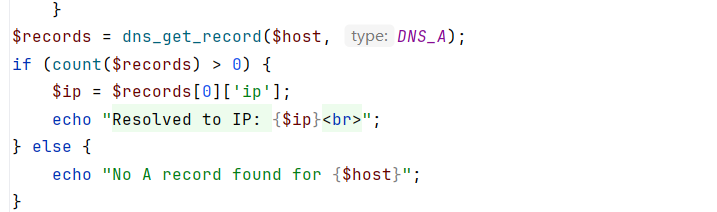 }
$records = dns_get_record($host, type: DNS_A);
if (count($records) > 0) {
$ip = $records[0]['ip'];
echo "Resolved to IP: {$ip}<br>";
} else {
echo "No A record found for {$host}";
}